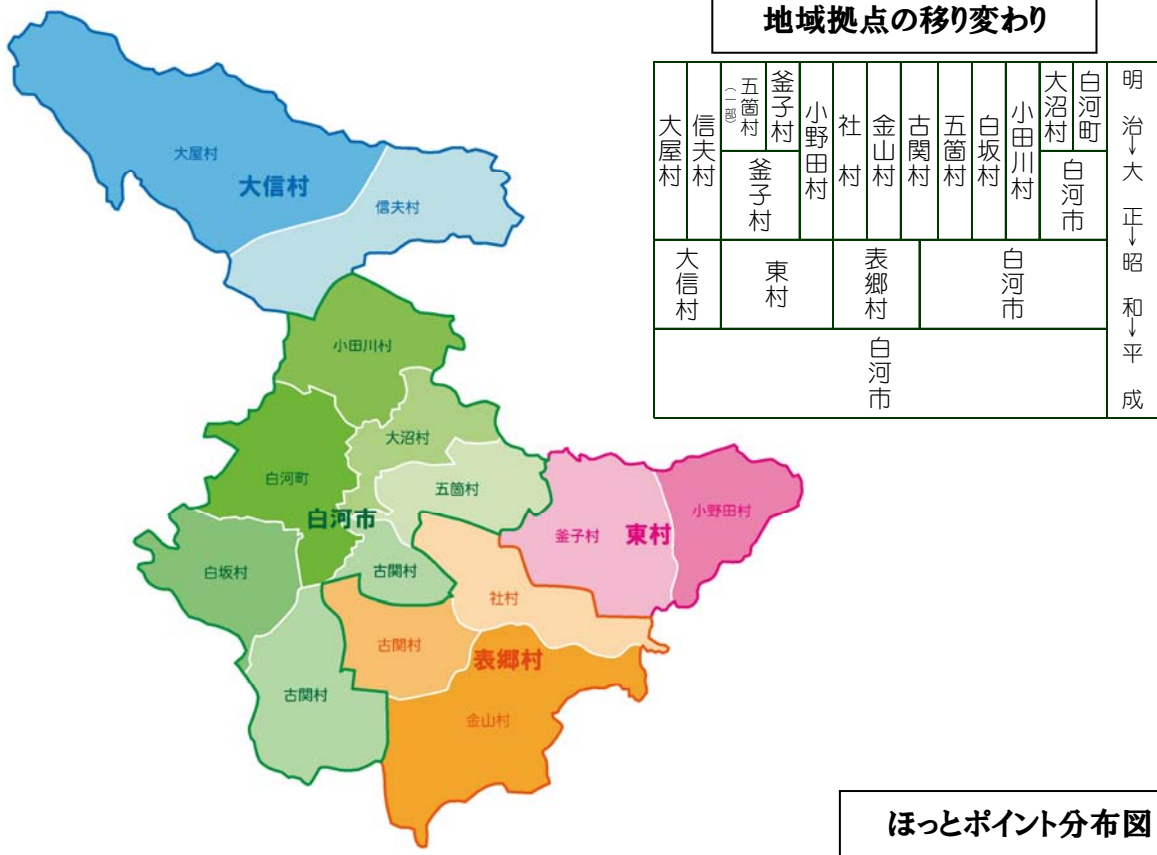 地域拠点の移り変わり
大屋村
信夫村
五箇村
(一部)
釜子村
小野田村
社村
金山村
古関村
五箇村
白坂村
小田川村
大沼村
白河町
釜子村
白河市
大信村
東村
表郷村
白河市
白河市
明治→大正→昭和→平成
大屋村
大信村
信夫村
小田川村
大沼村
白河町
五箇村
白河市
小野田村
釜子村
東村
古関村
白坂村
社村
古関村
表郷村
古関村
金山村
ほっとポイント分布図